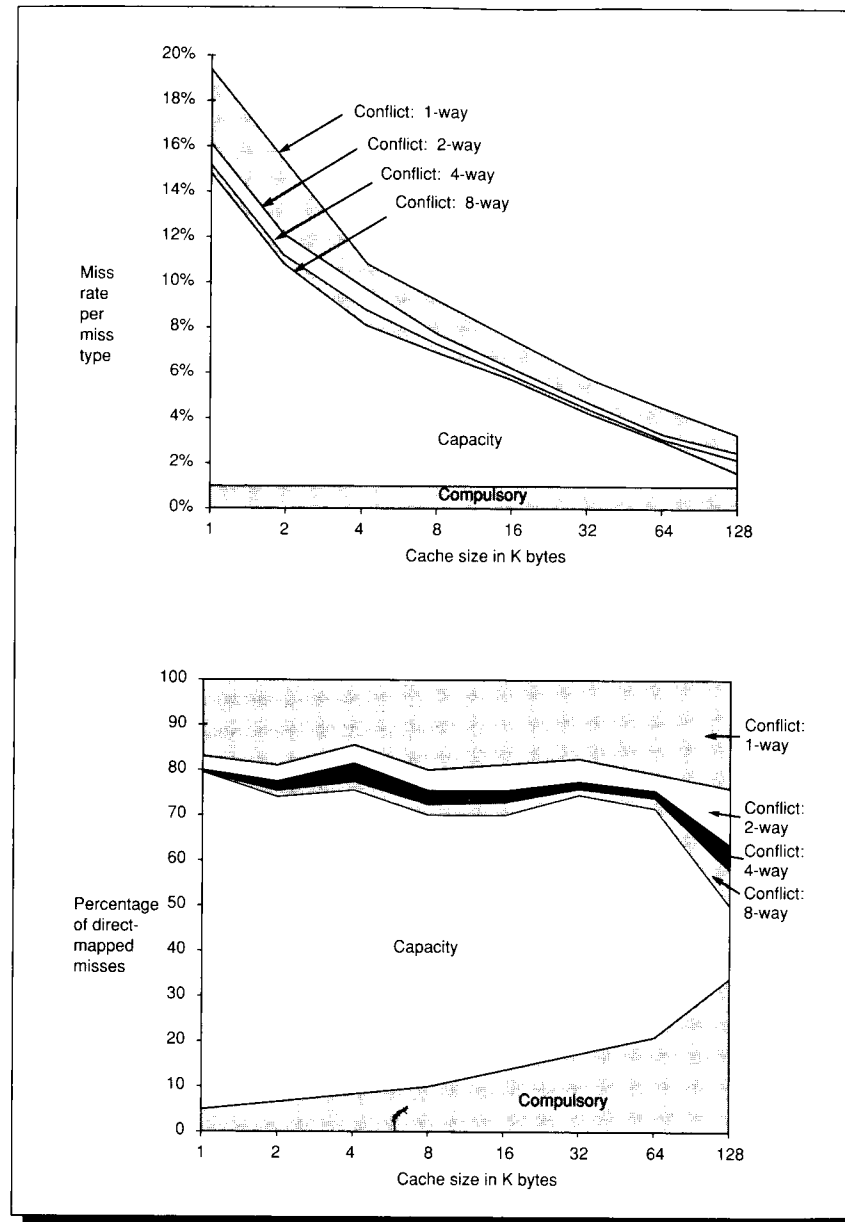 20%
18%
16%
14%
12%
10%
8%
6%
4%
2%
0%
Miss
rate
per
miss
type
Conflict: 1-way
Conflict: 2-way
Conflict: 4-way
Conflict: 8-way
Capacity
Compulsory
1 2 4 8 16 32 64 128
Cache size in K bytes
100
90
80
70
60
50
40
30
20
10
0
Percentage
of direct-
mapped
misses
Conflict:
1-way
Conflict:
2-way
Conflict:
4-way
Conflict:
8-way
Capacity
Compulsory
1 2 4 8 16 32 64 128
Cache size in K bytes